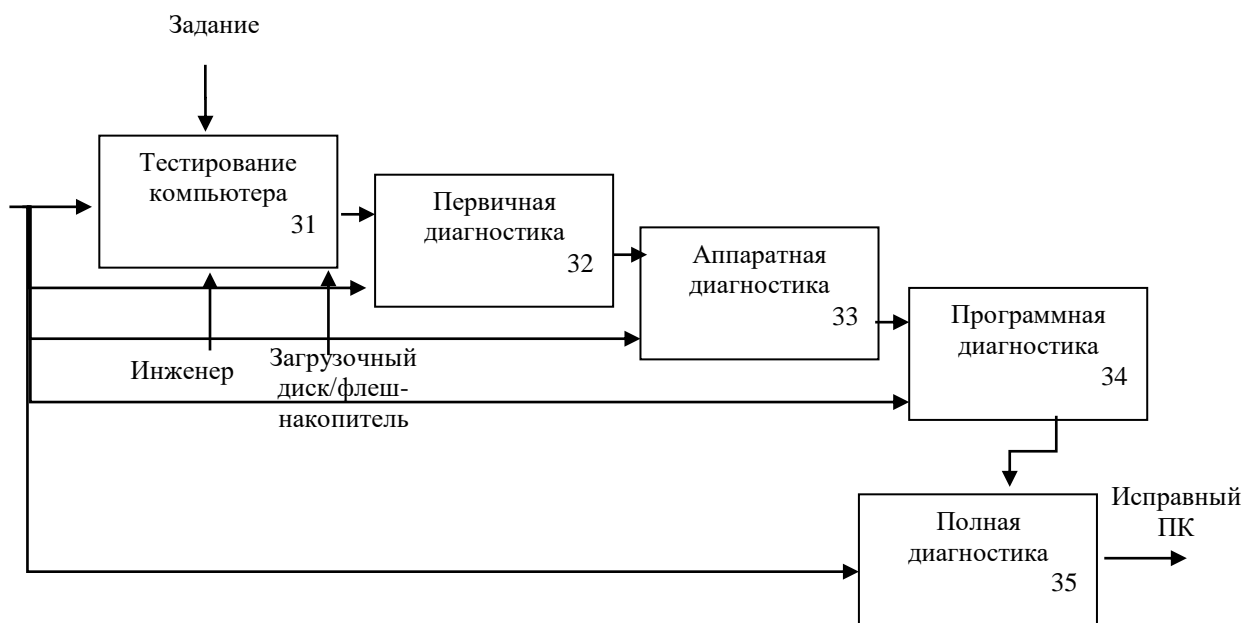 Задание
Тестирование
компьютера
31
Первичная
диагностика
32
Аппаратная
диагностика
33
Программная
диагностика
34
Инженер
Загрузочный
диск/флеш-
накопитель
Полная
диагностика
35
Исправный
ПК